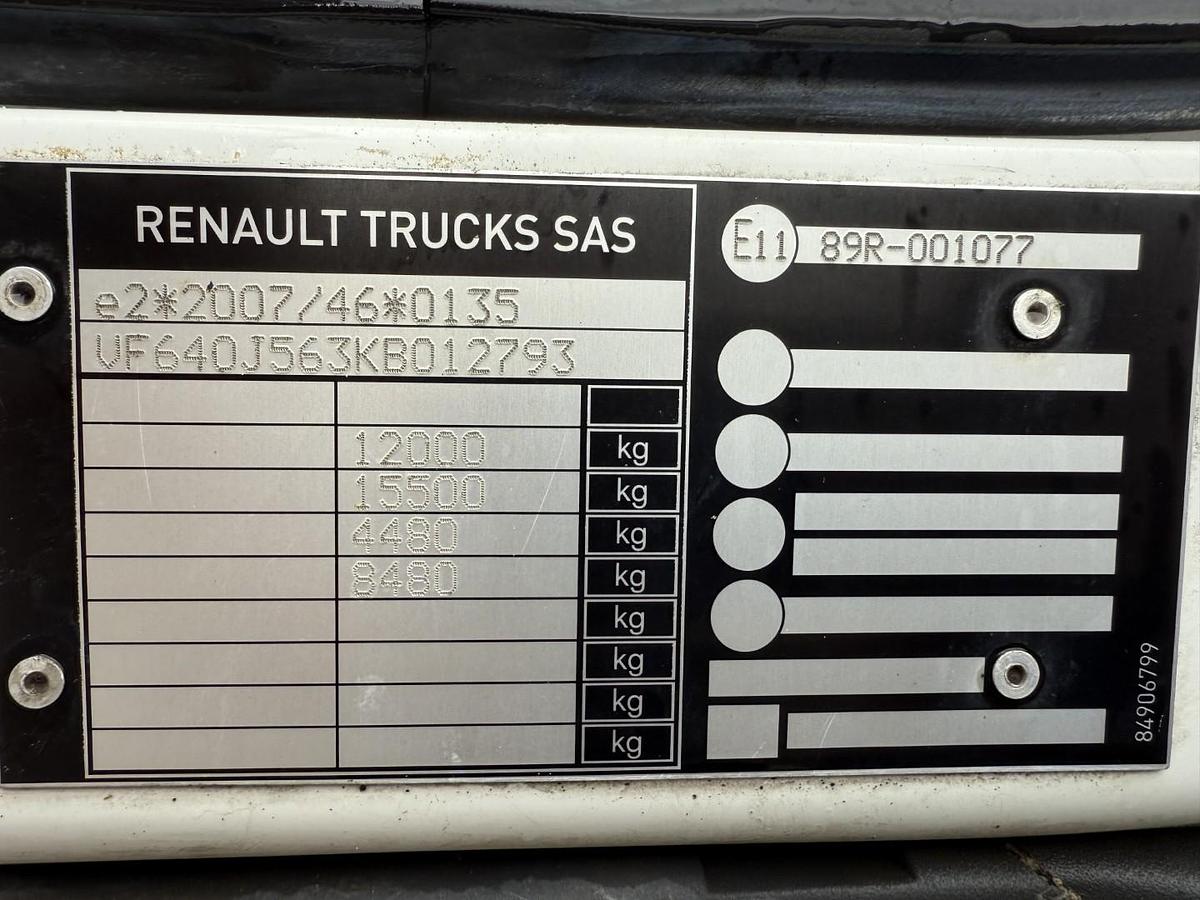 RENAULT TRUCKS SAS
e2*2007/46*0135
VF640J563KB012793
12000 kg
15500 kg
4480 kg
8480 kg
kg
kg
kg
kg
E11 89R-001077
84906799